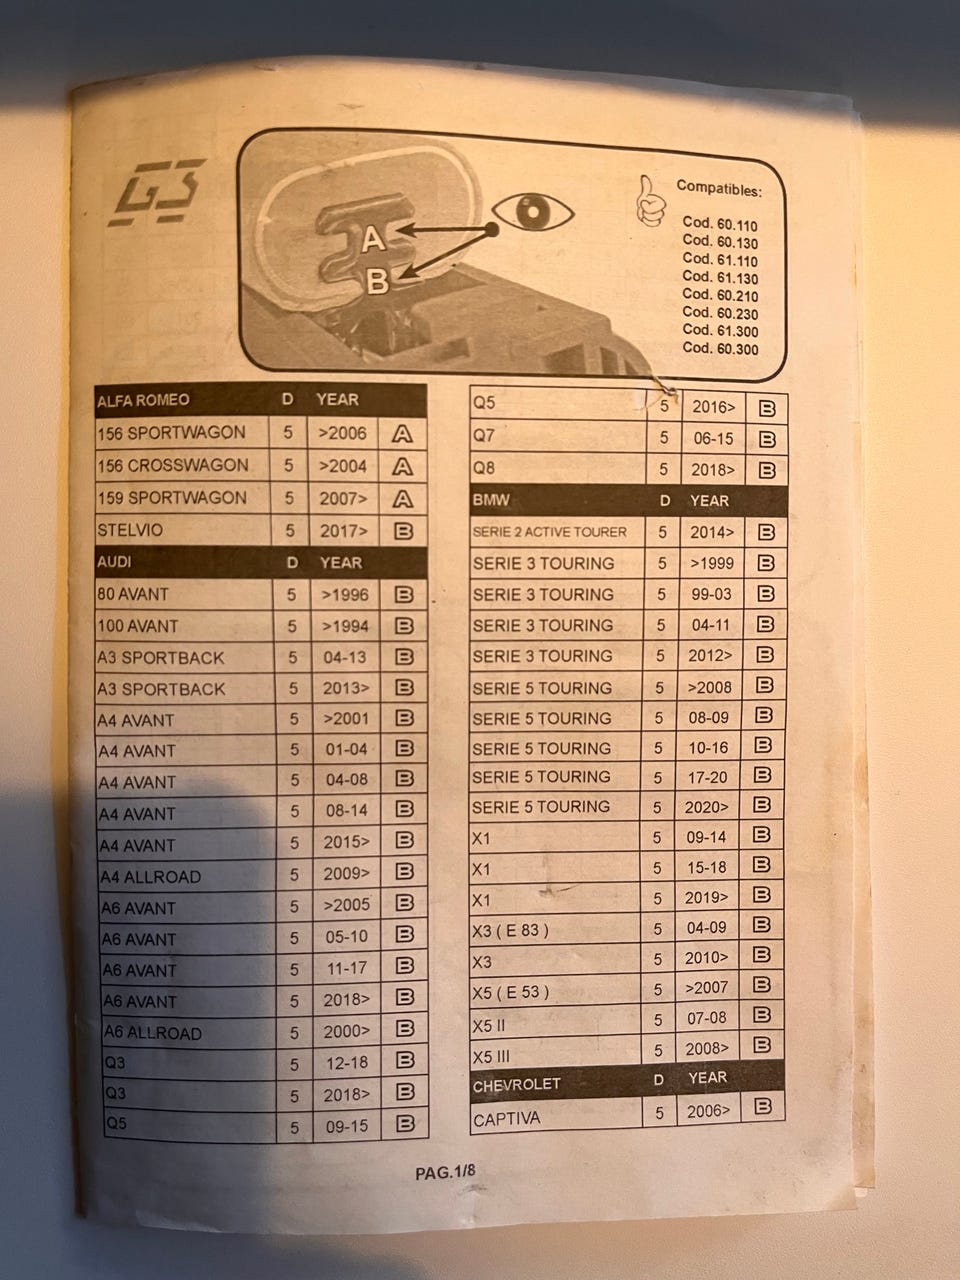 G3
A
B
Compatibles:
Cod. 60.110
Cod. 60.130
Cod. 61.110
Cod. 61.130
Cod. 60.210
Cod. 60.230
Cod. 61.300
Cod. 60.300
ALFA ROMEO D YEAR
156 SPORTWAGON 5 >2006 A
156 CROSSWAGON 5 >2004 A
159 SPORTWAGON 5 2007> A
STELVIO 5 2017> B
AUDI D YEAR
80 AVANT 5 >1996 B
100 AVANT 5 >1994 B
A3 SPORTBACK 5 04-13 B
A3 SPORTBACK 5 2013> B
A4 AVANT 5 >2001 B
A4 AVANT 5 01-04 B
A4 AVANT 5 04-08 B
A4 AVANT 5 08-14 B
A4 AVANT 5 2015> B
A4 ALLROAD 5 2009> B
A6 AVANT 5 >2005 B
A6 AVANT 5 05-10 B
A6 AVANT 5 11-17 B
A6 AVANT 5 2018> B
A6 ALLROAD 5 2000> B
Q3 5 12-18 B
Q3 5 2018> B
Q5 5 09-15 B
Q5 5 2016> B
Q7 5 06-15 B
Q8 5 2018> B
BMW D YEAR
SERIE 2 ACTIVE TOURER 5 2014> B
SERIE 3 TOURING 5 >1999 B
SERIE 3 TOURING 5 99-03 B
SERIE 3 TOURING 5 04-11 B
SERIE 3 TOURING 5 2012> B
SERIE 5 TOURING 5 >2008 B
SERIE 5 TOURING 5 08-09 B
SERIE 5 TOURING 5 10-16 B
SERIE 5 TOURING 5 17-20 B
SERIE 5 TOURING 5 2020> B
X1 5 09-14 B
X1 5 15-18 B
X1 5 2019> B
X3 ( E 83 ) 5 04-09 B
X3 5 2010> B
X5 ( E 53 ) 5 >2007 B
X5 II 5 07-08 B
X5 III 5 2008> B
CHEVROLET D YEAR
CAPTIVA 5 2006> B
PAG.1/8